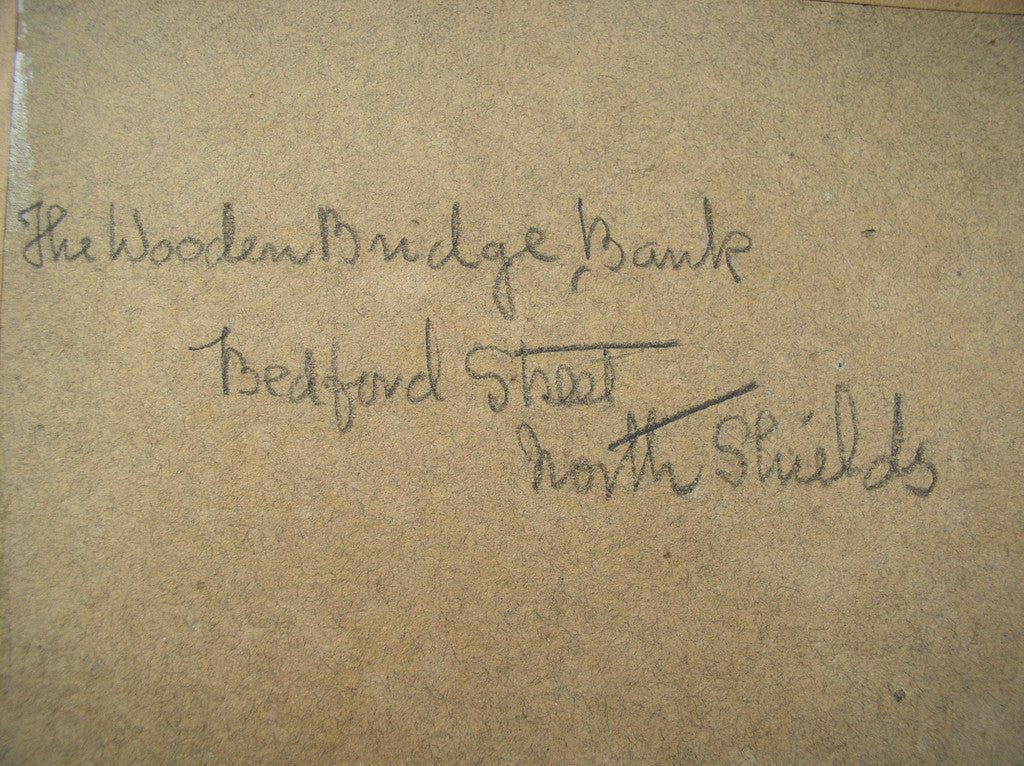 The Wooden Bridge, Bank
Bedford Street
North Shields